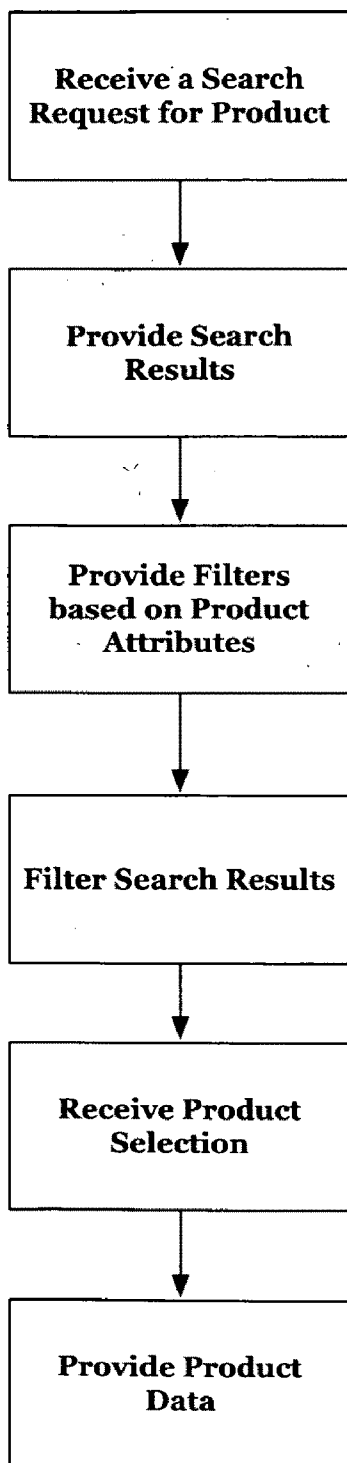 Receive a Search
Request for Product
Provide Search
Results
Provide Filters
based on Product
Attributes
Filter Search Results
Receive Product
Selection
Provide Product
Data